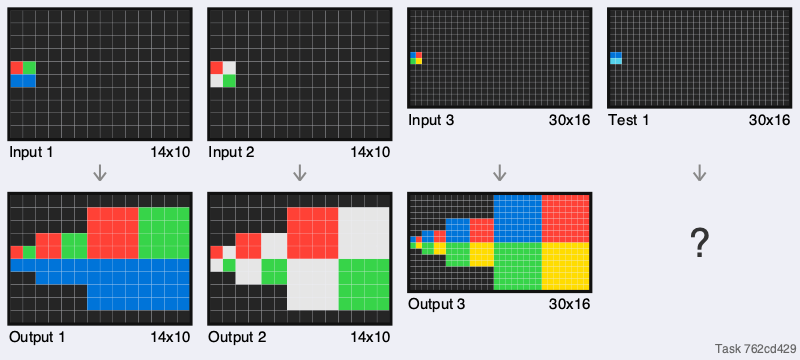 Input 1 14x10
Input 2 14x10
Input 3 30x16
Test 1 30x16
?
Output 1 14x10
Output 2 14x10
Output 3 30x16
Task 762cd429